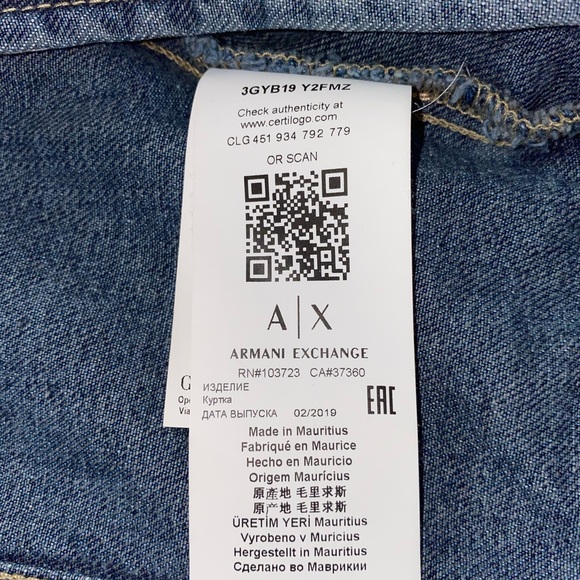 3GYB19 Y2FMZ
Check authenticity at
www.certilogo.com
CLG 451 934 792 779
OR SCAN
A|X
ARMANI EXCHANGE
RN#103723 CA#37360
ИЗДЕЛИЕ
Куртка
ДАТА ВЫПУСКА 02/2019
EAC
Made in Mauritius
Fabriqué en Maurice
Hecho en Mauricio
Origem Maurícius
原產地 毛里求斯
原产地 毛里求斯
ÜRETİM YERİ Mauritius
Vyrobeno v Muricius
Hergestellt in Mauritius
Сделано во Маврикии
G
Ope
Via